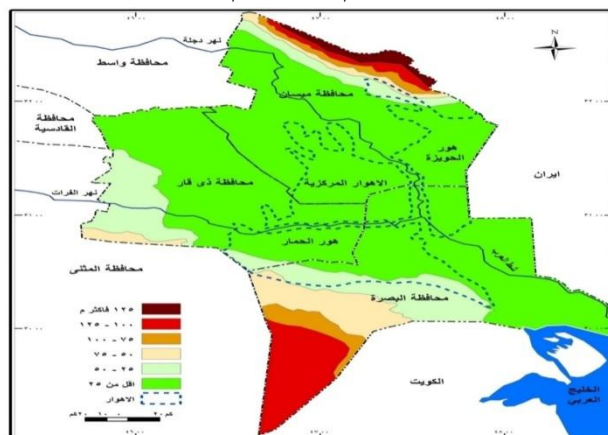 نهر دجلة
محافظة واسط
محافظة ميسان
محافظة
القادسية
هور
الحويزة
ايران
محافظة ذي قار
الاهوار المركزية
نهر الفرات
هور الحمار
محافظة المثنى
محافظة البصرة
١٢٥ فاكثر م
١٠٠ - ١٢٥
٧٥ - ١٠٠
٥٠ - ٧٥
٢٥ - ٥٠
اقل من ٢٥
الاهوار
الكويت
الخليج
العربي